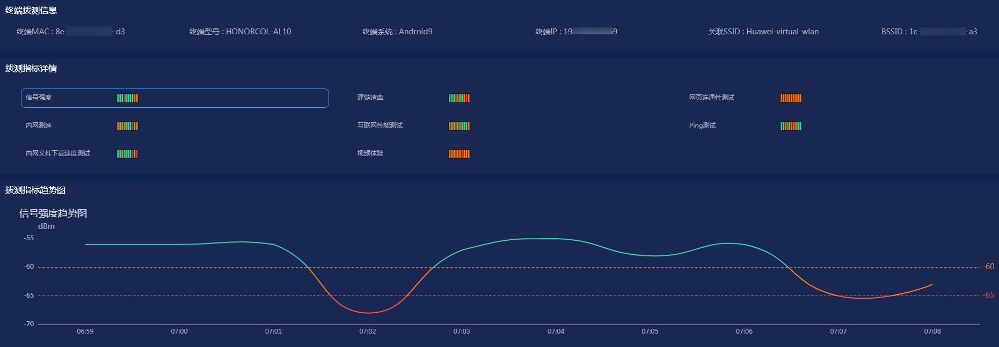 终端拨测信息
终端MAC : 8e- -d3 终端型号 : HONORCOL-AL10 终端系统 : Android9 终端IP : 19 59 关联SSID : Huawei-virtual-wlan BSSID : 1c- -a3
拨测指标详情
信号强度 建链速率 网页连通性测试
内网测速 互联网性能测试 Ping测试
内网文件下载速度测试 视频体验
拨测指标趋势图
信号强度趋势图
dBm
-55
-60 -60
-65 -65
-70
06:59 07:00 07:01 07:02 07:03 07:04 07:05 07:06 07:07 07:08